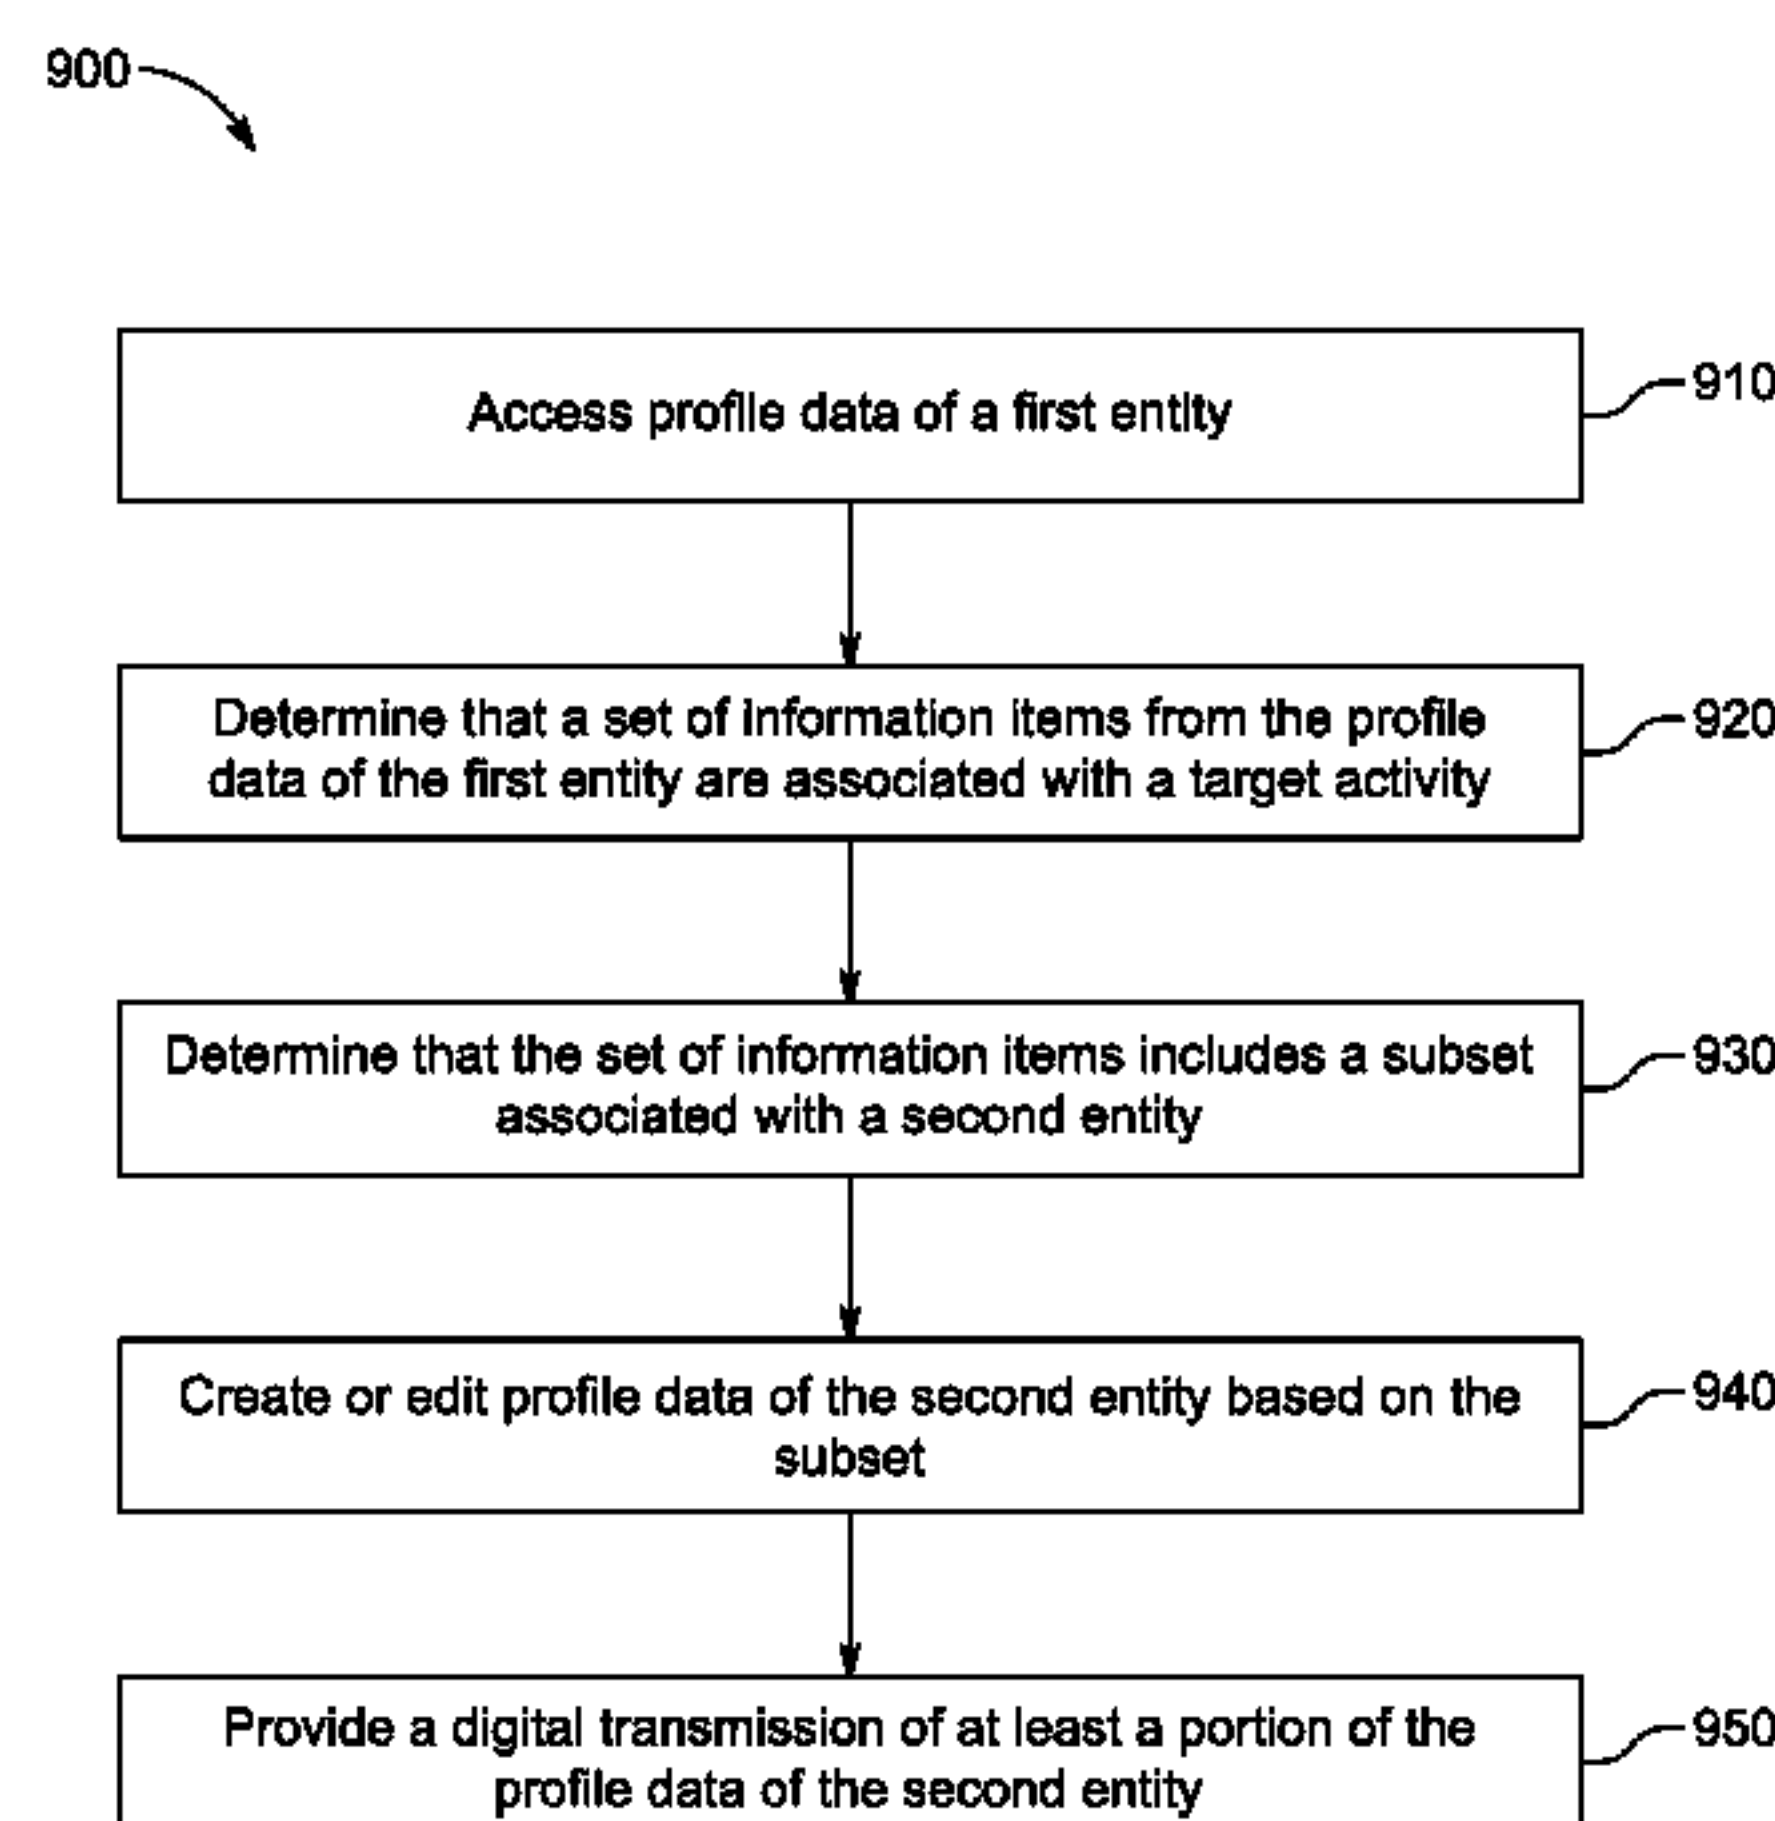 900
Access profile data of a first entity
910
Determine that a set of information items from the profile
data of the first entity are associated with a target activity
920
Determine that the set of information items includes a subset
associated with a second entity
930
Create or edit profile data of the second entity based on the
subset
940
Provide a digital transmission of at least a portion of the
profile data of the second entity
950